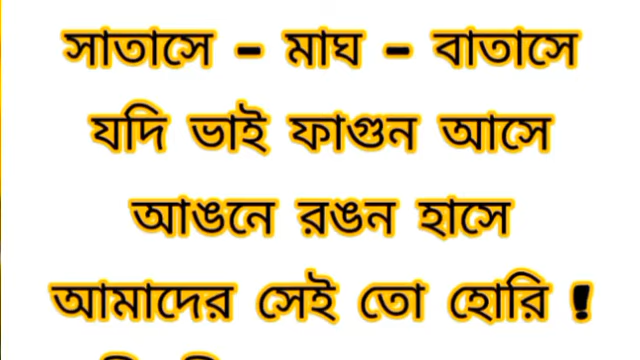 সাতাসে - মাঘ - বাতাসে
যদি ভাই ফাগুন আসে
আঙনে রঙন হাসে
আমাদের সেই তো হোরি !